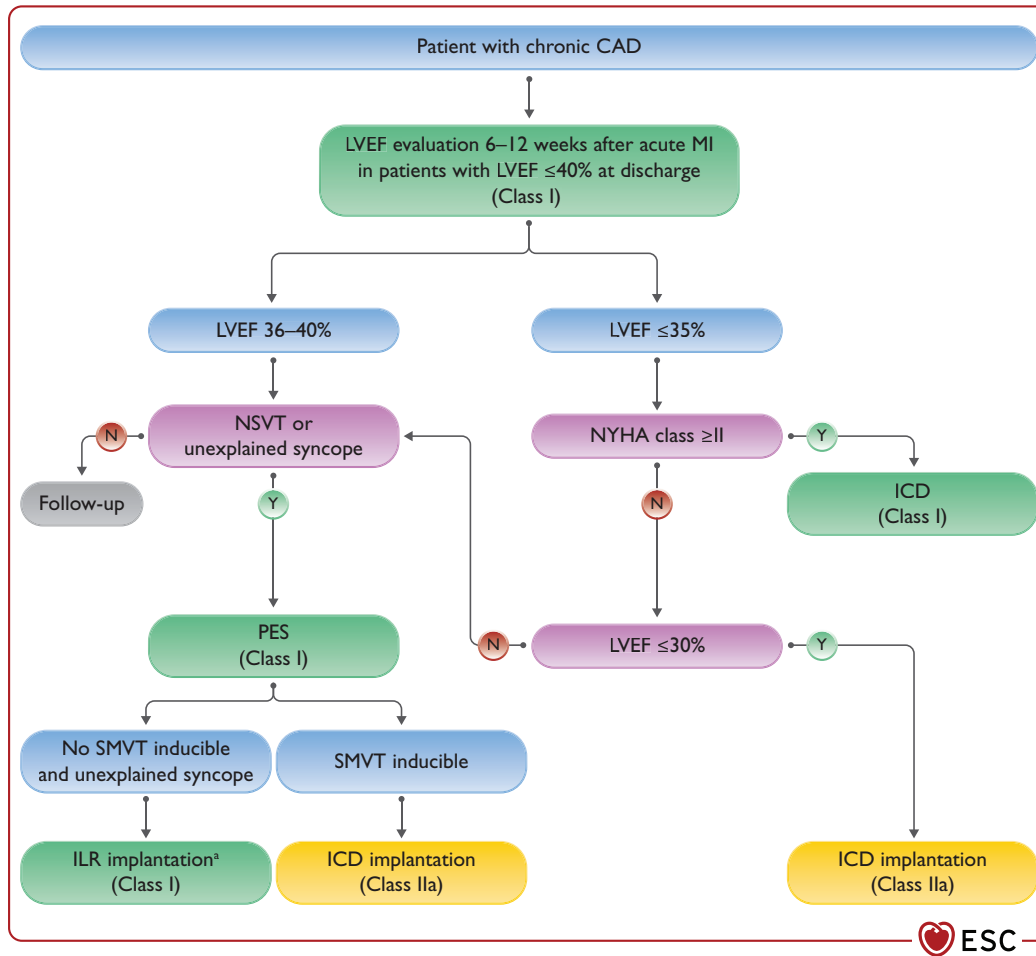 Patient with chronic CAD
LVEF evaluation 6–12 weeks after acute MI
in patients with LVEF ≤40% at discharge
(Class I)
LVEF 36–40%
LVEF ≤35%
NSVT or
unexplained syncope
NYHA class ≥II
N
Y
Follow-up
Y
N
ICD
(Class I)
PES
(Class I)
N
LVEF ≤30%
Y
No SMVT inducible
and unexplained syncope
SMVT inducible
ILR implantationᵃ
(Class I)
ICD implantation
(Class IIa)
ICD implantation
(Class IIa)
ESC